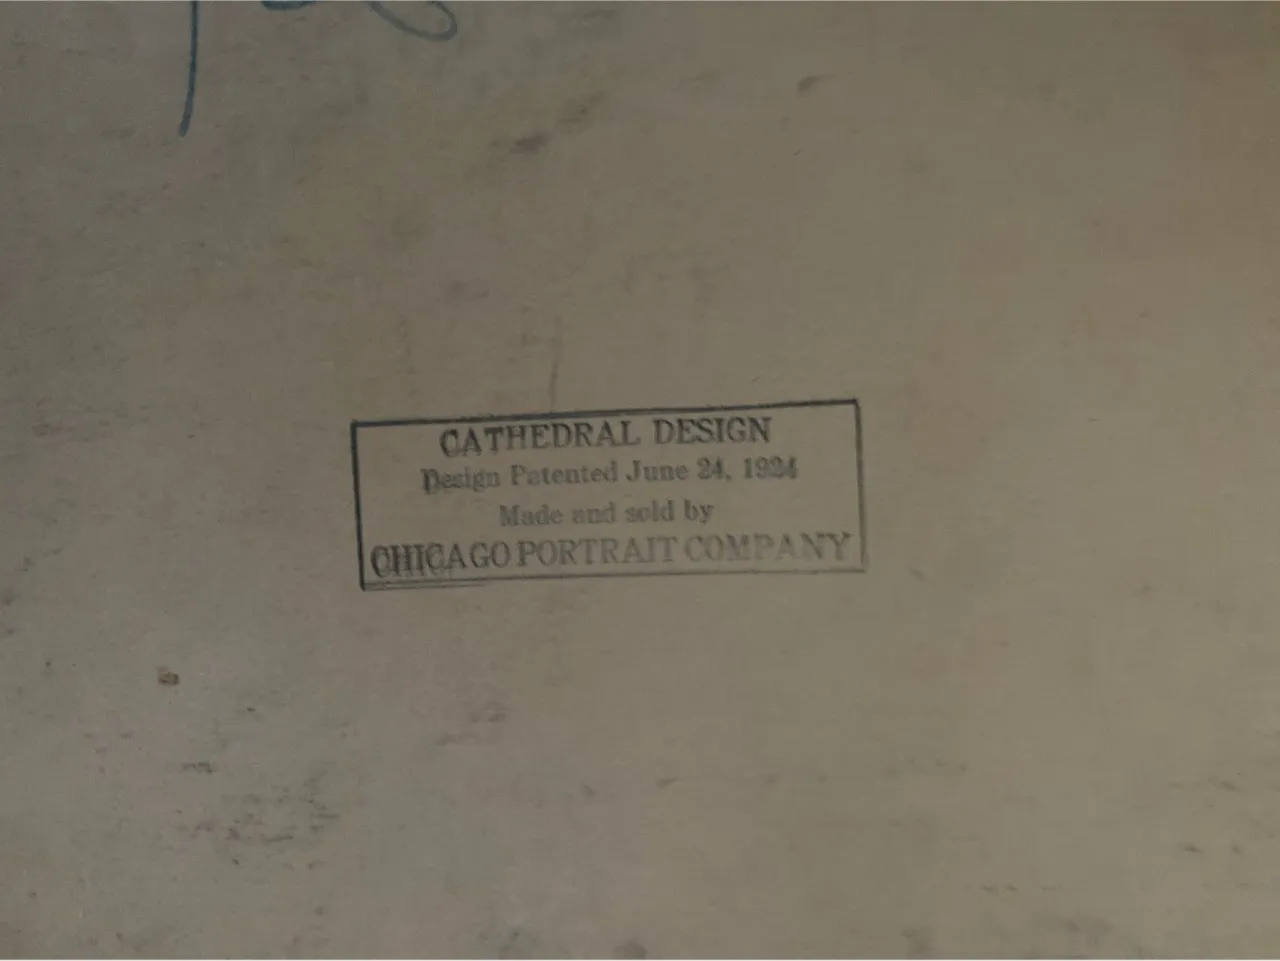 CATHEDRAL DESIGN
Design Patented June 24, 1924
Made and sold by
CHICAGO PORTRAIT COMPANY